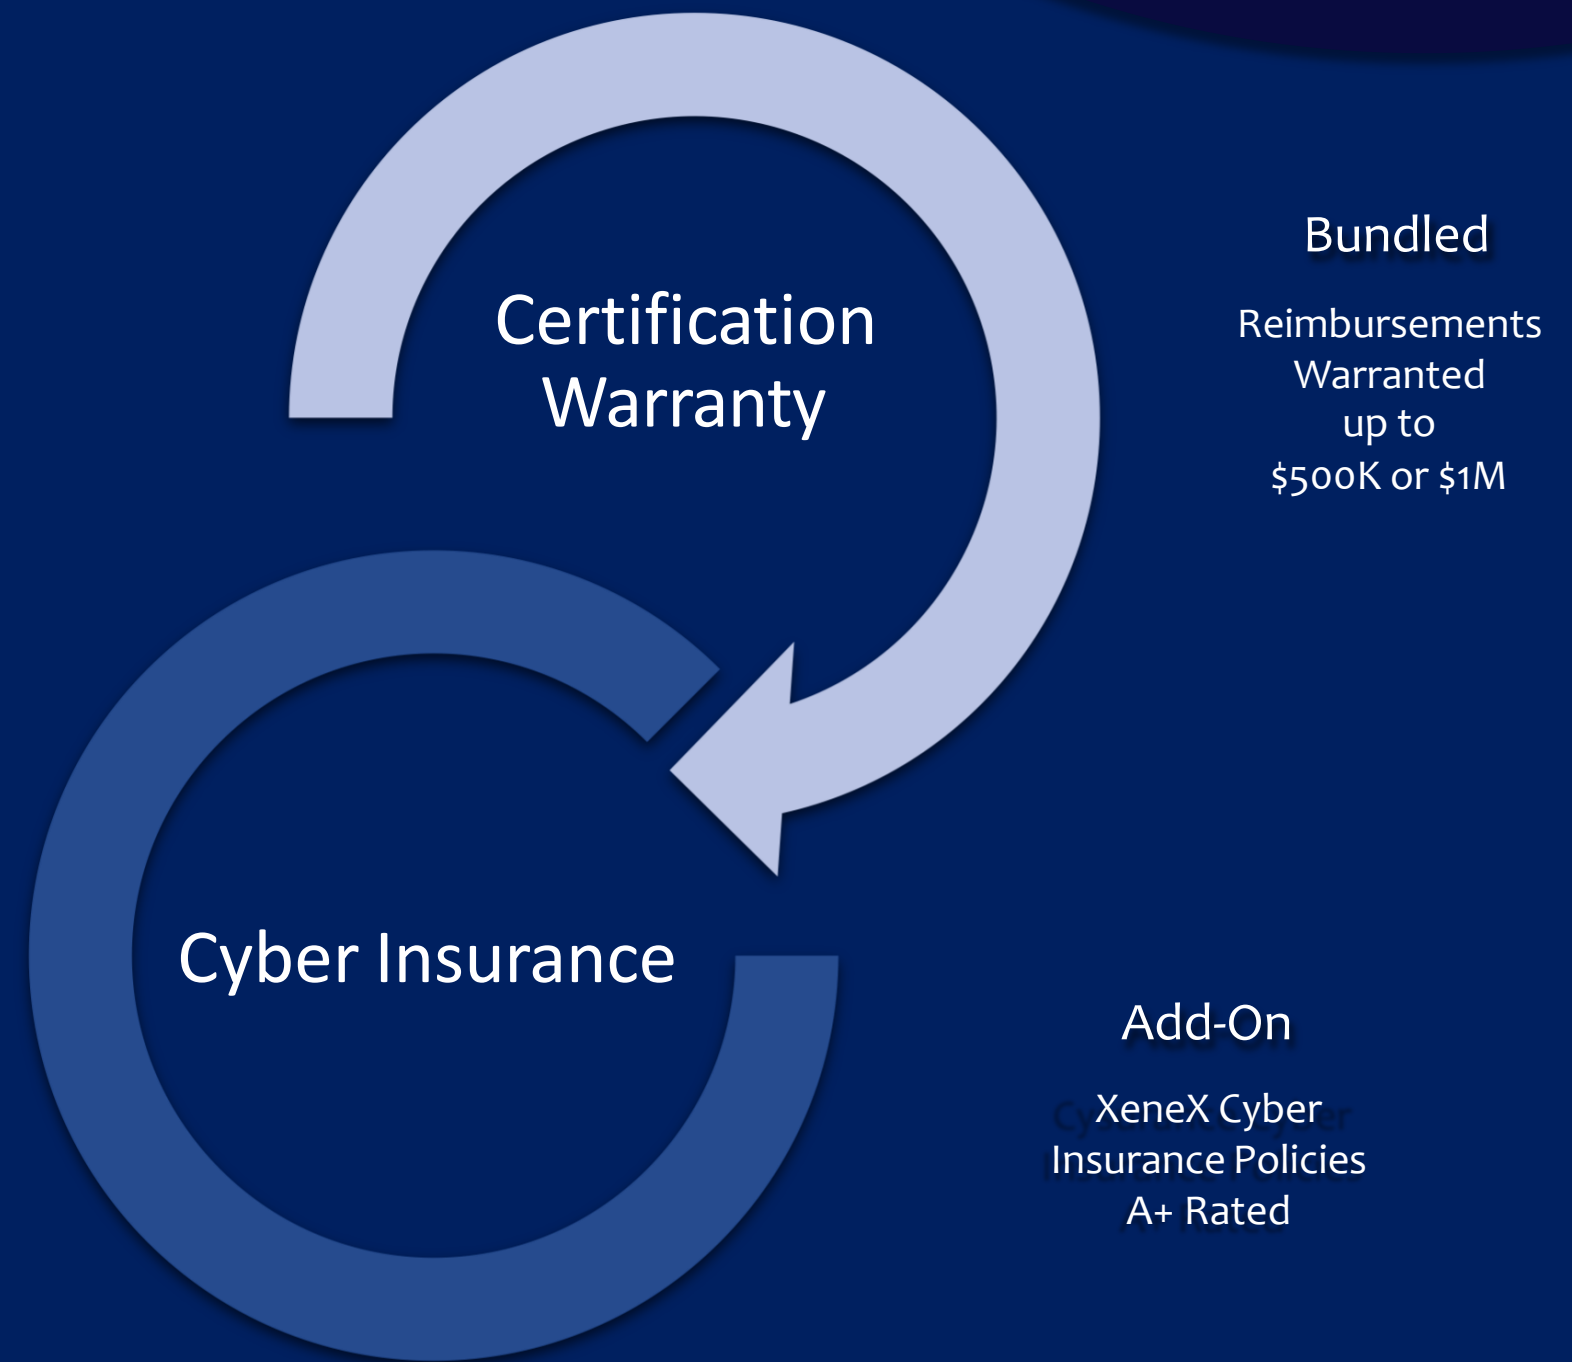 Certification
Warranty
Bundled
Reimbursements
Warranted
up to
$500K or $1M
Cyber Insurance
Add-On
XeneX Cyber
Insurance Policies
A+ Rated